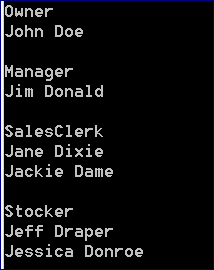 Owner
John Doe

Manager
Jim Donald

SalesClerk
Jane Dixie
Jackie Dame

Stocker
Jeff Draper
Jessica Donroe